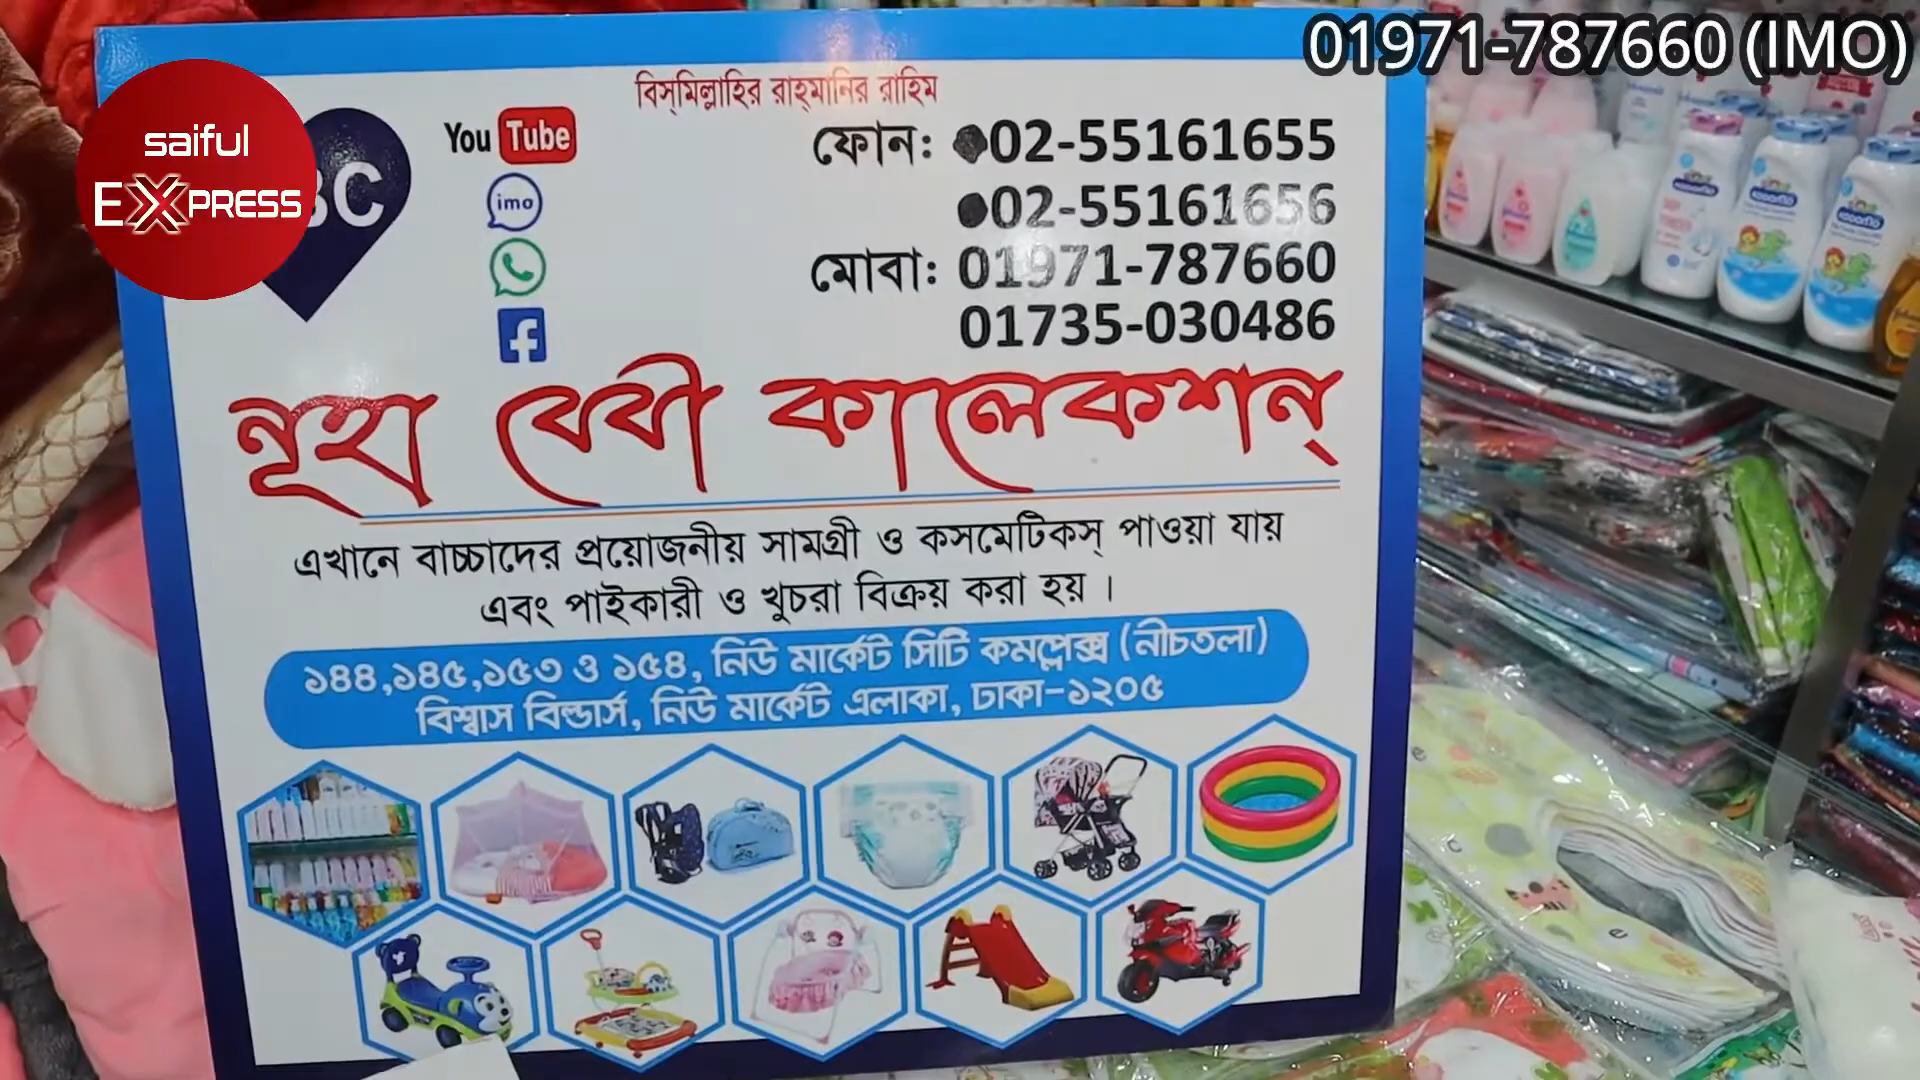 01971-787660 (IMO)
saiful
EXPRESS
BC
বিস্‌মিল্লাহির রাহ্‌মানির রাহিম
You Tube
imo
ফোন: 02-55161655
02-55161656
মোবা: 01971-787660
01735-030486
নূহা বেবী কালেকশন্
এখানে বাচ্চাদের প্রয়োজনীয় সামগ্রী ও কসমেটিকস্ পাওয়া যায়
এবং পাইকারী ও খুচরা বিক্রয় করা হয় ।
১৪৪,১৪৫,১৫৩ ও ১৫৪, নিউ মার্কেট সিটি কমপ্লেক্স (নীচতলা)
বিশ্বাস বিল্ডার্স, নিউ মার্কেট এলাকা, ঢাকা-১২০৫